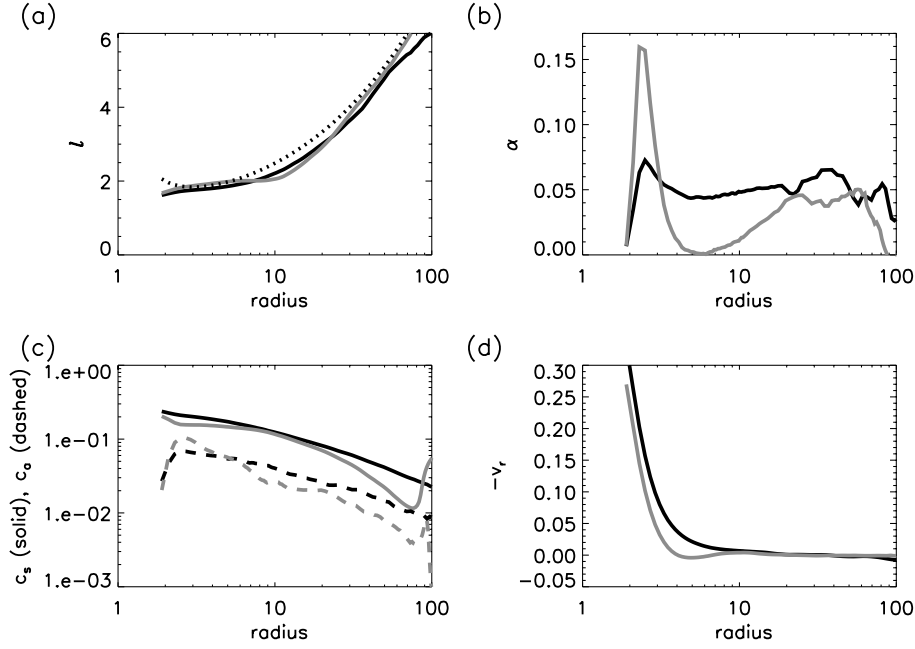 (a)
6
4
2
0
l
1
10
100
radius
(b)
0.15
0.10
0.05
0.00
α
1
10
100
radius
(c)
1.e+00
1.e-01
1.e-02
1.e-03
c_s (solid), c_a (dashed)
1
10
100
radius
(d)
0.30
0.25
0.20
0.15
0.10
0.05
0.00
-0.05
-v_r
1
10
100
radius